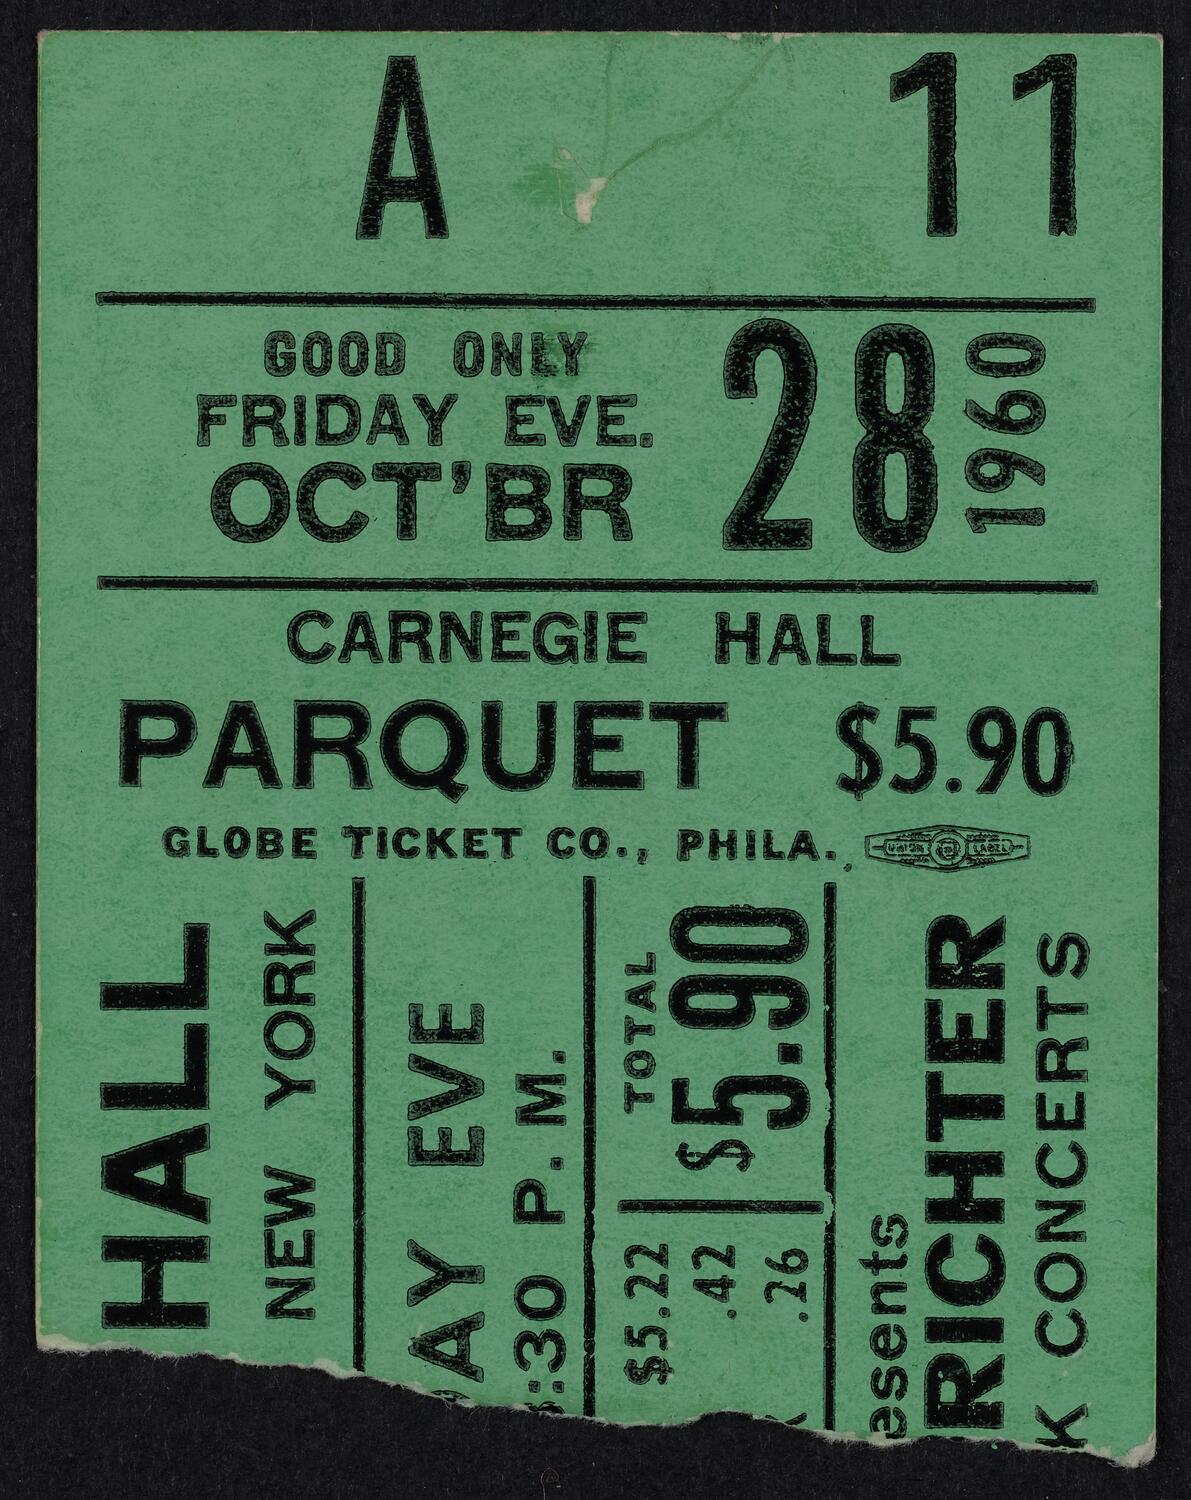 A 11
GOOD ONLY
FRIDAY EVE.
OCT'BR
28
1960
CARNEGIE HALL
PARQUET $5.90
GLOBE TICKET CO., PHILA.
UNION LABEL
HALL
NEW YORK
AY EVE
:30 P. M.
TOTAL
$5.90
$5.22
.42
.26
esents
RICHTER
K CONCERTS